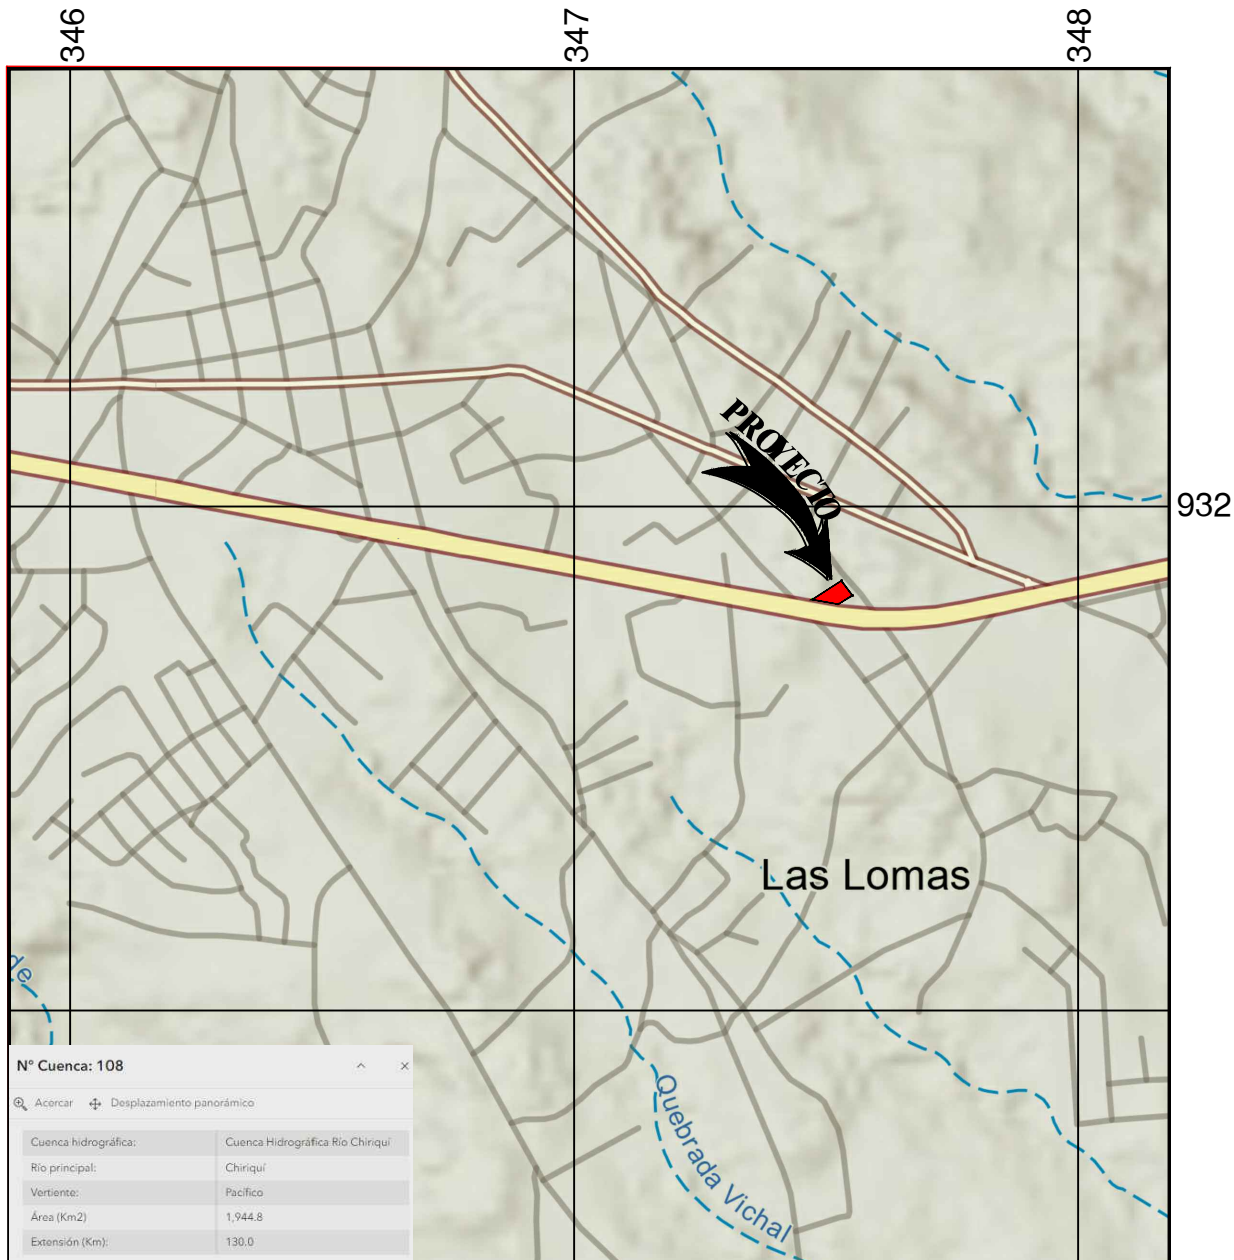 346
347
348
PROYECTO
932
Las Lomas
de
Quebrada Vichal
N° Cuenca: 108
Acercar
Desplazamiento panorámico
Cuenca hidrográfica: Cuenca Hidrográfica Río Chiriquí
Río principal: Chiriquí
Vertiente: Pacífico
Área (Km2) 1,944.8
Extensión (Km): 130.0